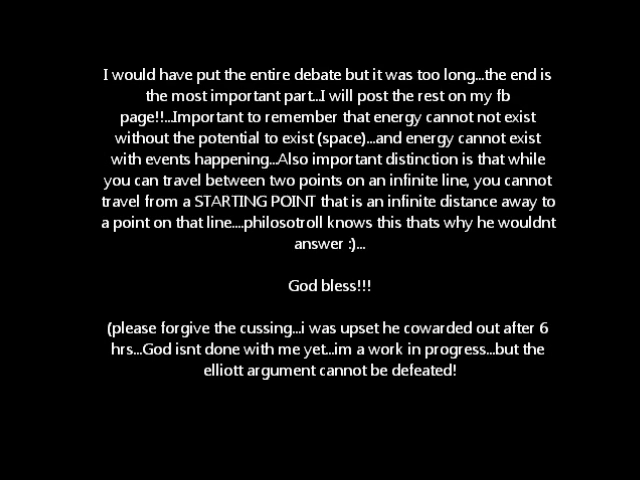 I would have put the entire debate but it was too long...the end is
the most important part...I will post the rest on my fb
page!!...Important to remember that energy cannot not exist
without the potential to exist (space)...and energy cannot exist
with events happening...Also important distinction is that while
you can travel between two points on an infinite line, you cannot
travel from a STARTING POINT that is an infinite distance away to
a point on that line....philosotroll knows this thats why he wouldnt
answer :)...
God bless!!!
(please forgive the cussing...i was upset he cowarded out after 6
hrs...God isnt done with me yet...im a work in progress...but the
elliott argument cannot be defeated!